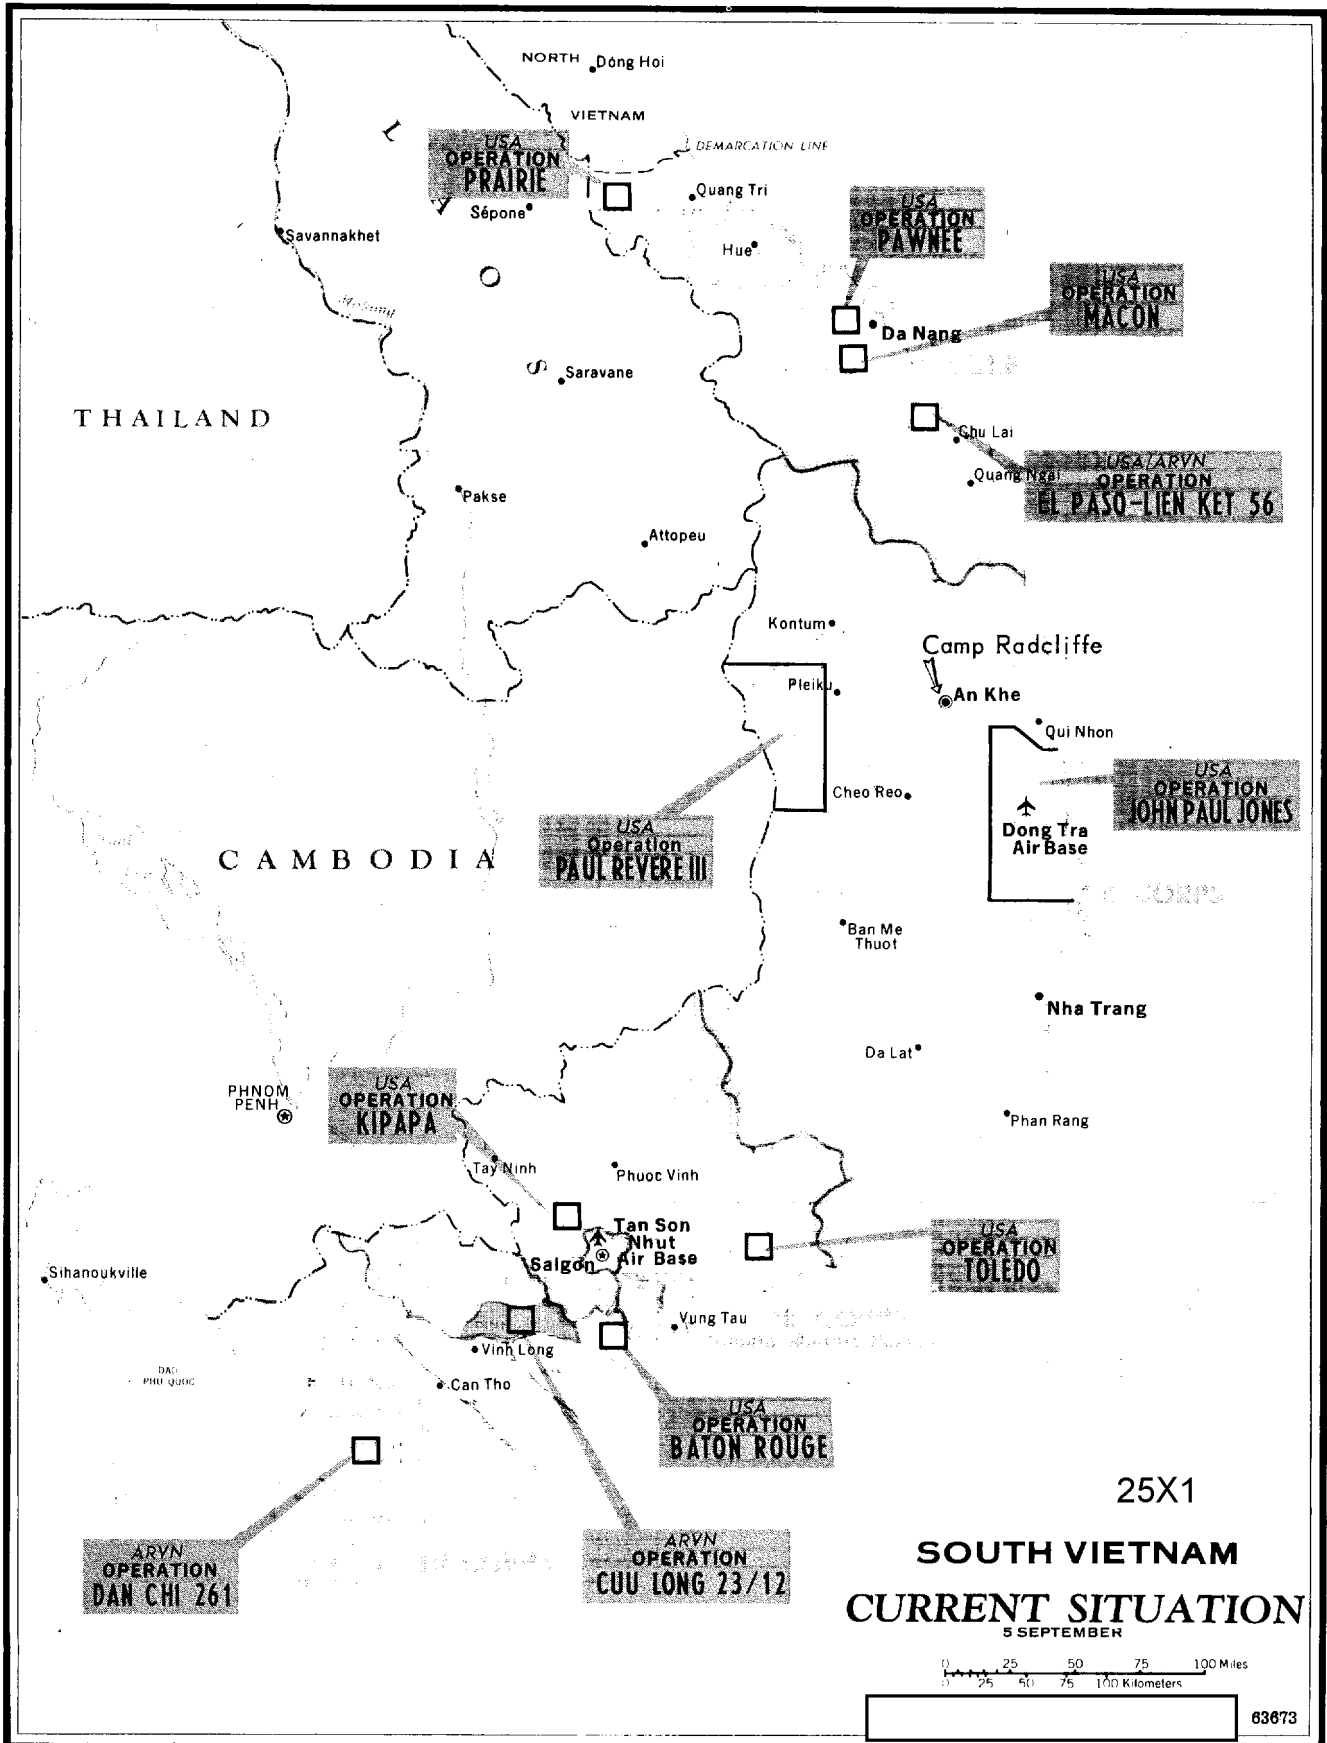 NORTH
Dong Hoi
VIETNAM
DEMARCATION LINE
USA
OPERATION
PRAIRIE
LAOS
Sépone
Quang Tri
Hue
USA
OPERATION
PAWNEE
Savannakhet
Mekong
USA
OPERATION
MACON
Da Nang
Saravane
THAILAND
Chu Lai
Quang Ngai
USA/ARVN
OPERATION
EL PASO-LIEN KET 56
Pakse
Attopeu
Kontum
Camp Radcliffe
Pleiku
An Khe
Qui Nhon
Cheo Reo
USA
OPERATION
JOHN PAUL JONES
Dong Tra
Air Base
USA
Operation
PAUL REVERE III
CAMBODIA
CORPS
Ban Me
Thuot
Nha Trang
Da Lat
PHNOM
PENH
USA
OPERATION
KIPAPA
Phan Rang
Tay Ninh
Phuoc Vinh
Tan Son
Nhut
Air Base
Saigon
USA
OPERATION
TOLEDO
Sihanoukville
Vung Tau
Vinh Long
DAO
PHU QUOC
Can Tho
USA
OPERATION
BATON ROUGE
25X1
ARVN
OPERATION
DAN CHI 261
ARVN
OPERATION
CUU LONG 23/12
SOUTH VIETNAM
CURRENT SITUATION
5 SEPTEMBER
0 25 50 75 100 Miles
0 25 50 75 100 Kilometers
63673